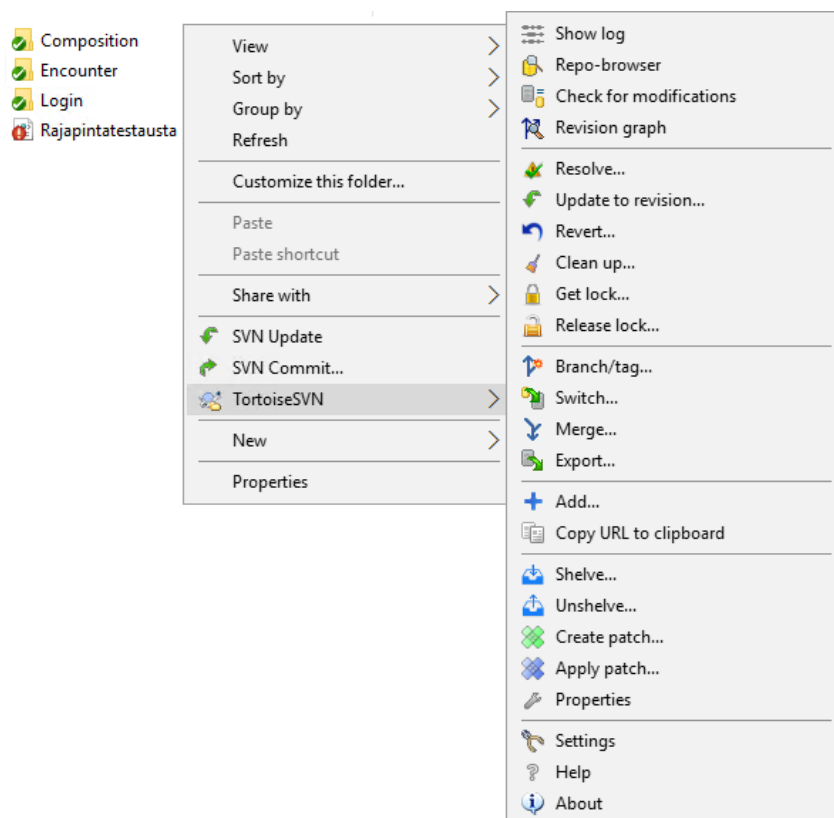 Composition
Encounter
Login
Rajapintatestausta
View
Sort by
Group by
Refresh
Customize this folder...
Paste
Paste shortcut
Share with
SVN Update
SVN Commit...
TortoiseSVN
New
Properties
Show log
Repo-browser
Check for modifications
Revision graph
Resolve...
Update to revision...
Revert...
Clean up...
Get lock...
Release lock...
Branch/tag...
Switch...
Merge...
Export...
Add...
Copy URL to clipboard
Shelve...
Unshelve...
Create patch...
Apply patch...
Properties
Settings
Help
About